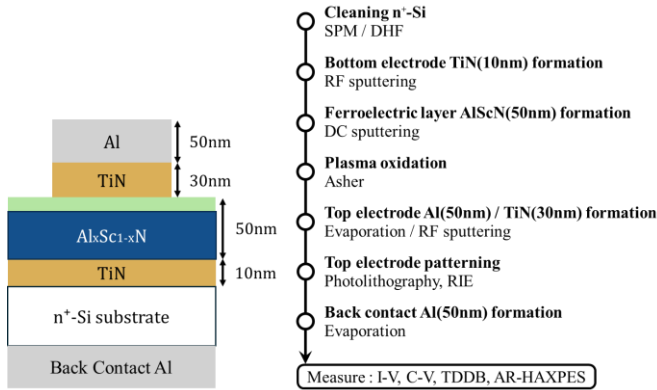 Al
50nm
TiN
30nm
AlxSc1-xN
50nm
TiN
10nm
n⁺-Si substrate
Back Contact Al
Cleaning n⁺-Si
SPM / DHF
Bottom electrode TiN(10nm) formation
RF sputtering
Ferroelectric layer AlScN(50nm) formation
DC sputtering
Plasma oxidation
Asher
Top electrode Al(50nm) / TiN(30nm) formation
Evaporation / RF sputtering
Top electrode patterning
Photolithography, RIE
Back contact Al(50nm) formation
Evaporation
Measure : I-V, C-V, TDDB, AR-HAXPES